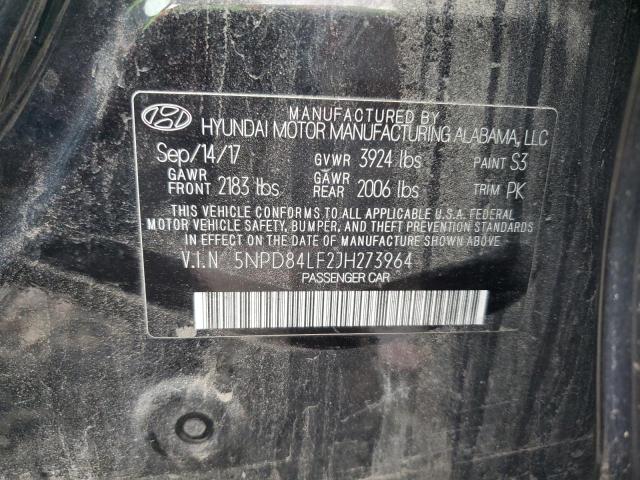 MANUFACTURED BY
HYUNDAI MOTOR MANUFACTURING ALABAMA, LLC
Sep/14/17 GVWR 3924 lbs PAINT S3
GAWR FRONT 2183 lbs GAWR REAR 2006 lbs TRIM PK
THIS VEHICLE CONFORMS TO ALL APPLICABLE U.S.A. FEDERAL
MOTOR VEHICLE SAFETY, BUMPER, AND THEFT PREVENTION STANDARDS
IN EFFECT ON THE DATE OF MANUFACTURE SHOWN ABOVE.
V.I.N 5NPD84LF2JH273964
PASSENGER CAR